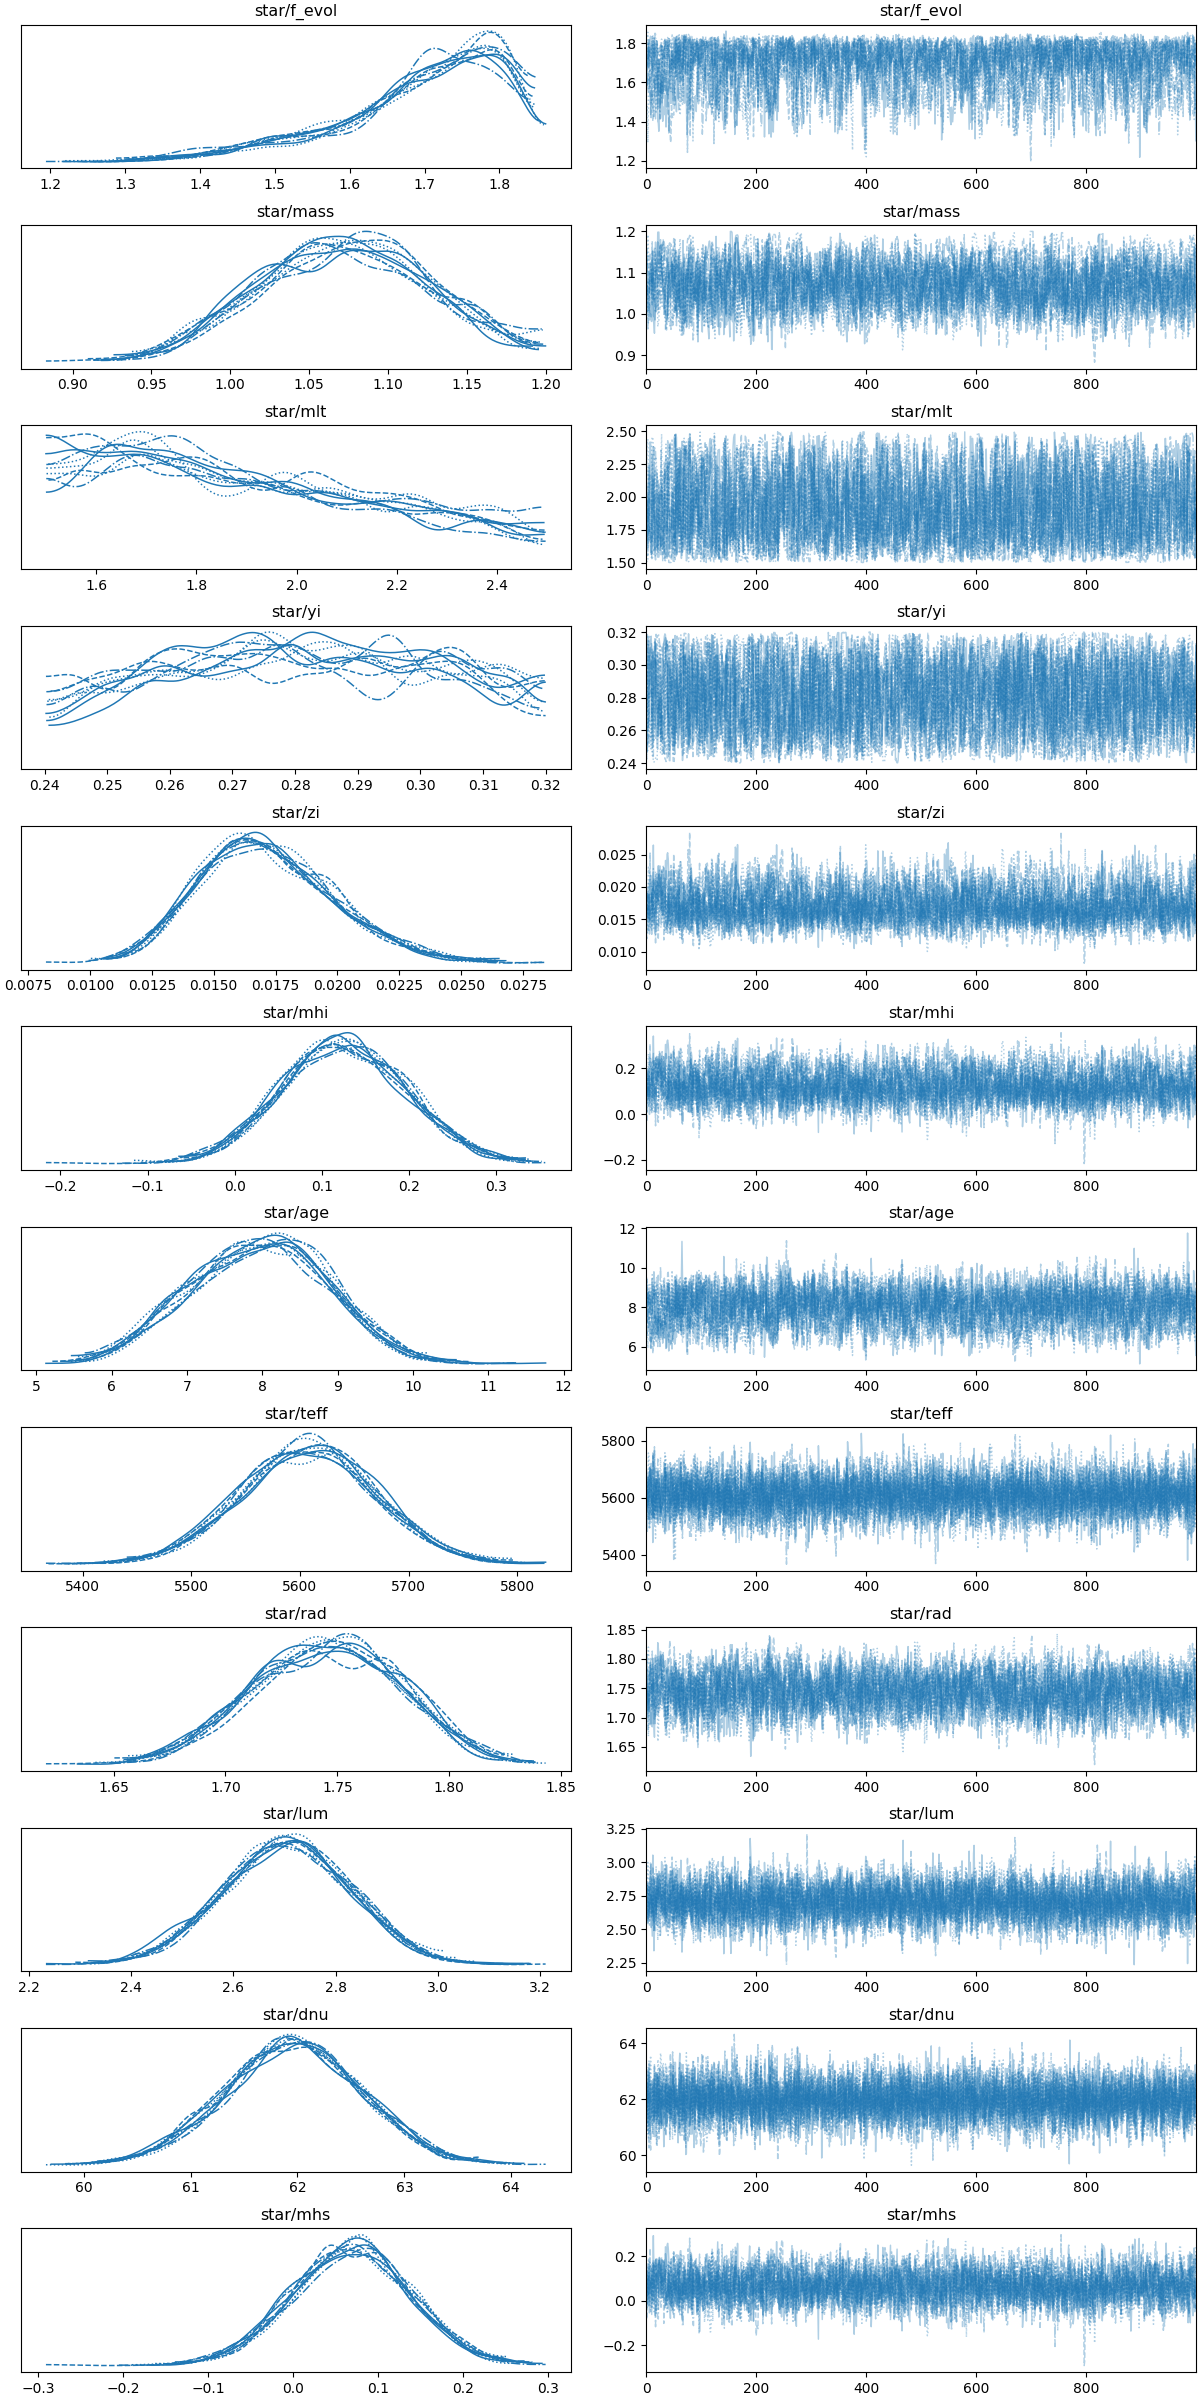 star/f_evol star/f_evol
1.8
1.6
1.4
1.2
1.2 1.3 1.4 1.5 1.6 1.7 1.8 0 200 400 600 800
star/mass star/mass
1.2
1.1
1.0
0.9
0.90 0.95 1.00 1.05 1.10 1.15 1.20 0 200 400 600 800
star/mlt star/mlt
2.50
2.25
2.00
1.75
1.50
1.6 1.8 2.0 2.2 2.4 0 200 400 600 800
star/yi star/yi
0.32
0.30
0.28
0.26
0.24
0.24 0.25 0.26 0.27 0.28 0.29 0.30 0.31 0.32 0 200 400 600 800
star/zi star/zi
0.025
0.020
0.015
0.010
0.0075 0.0100 0.0125 0.0150 0.0175 0.0200 0.0225 0.0250 0.0275 0 200 400 600 800
star/mhi star/mhi
0.2
0.0
−0.2
−0.2 −0.1 0.0 0.1 0.2 0.3 0 200 400 600 800
star/age star/age
12
10
8
6
5 6 7 8 9 10 11 12 0 200 400 600 800
star/teff star/teff
5800
5600
5400
5400 5500 5600 5700 5800 0 200 400 600 800
star/rad star/rad
1.85
1.80
1.75
1.70
1.65
1.65 1.70 1.75 1.80 1.85 0 200 400 600 800
star/lum star/lum
3.25
3.00
2.75
2.50
2.25
2.2 2.4 2.6 2.8 3.0 3.2 0 200 400 600 800
star/dnu star/dnu
64
62
60
60 61 62 63 64 0 200 400 600 800
star/mhs star/mhs
0.2
0.0
−0.2
−0.3 −0.2 −0.1 0.0 0.1 0.2 0.3 0 200 400 600 800